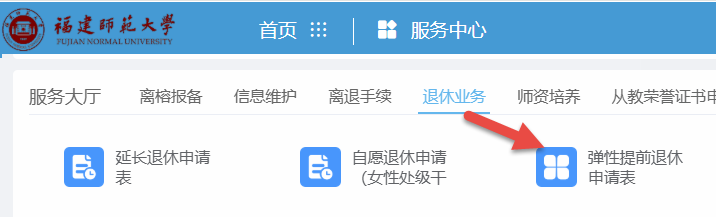 福建師範大學
FUJIAN NORMAL UNIVERSITY
首页
服务中心
服务大厅 离榕报备 信息维护 离退手续 退休业务 师资培养 从教荣誉证书申
延长退休申请
表
自愿退休申请
（女性处级干
弹性提前退休
申请表